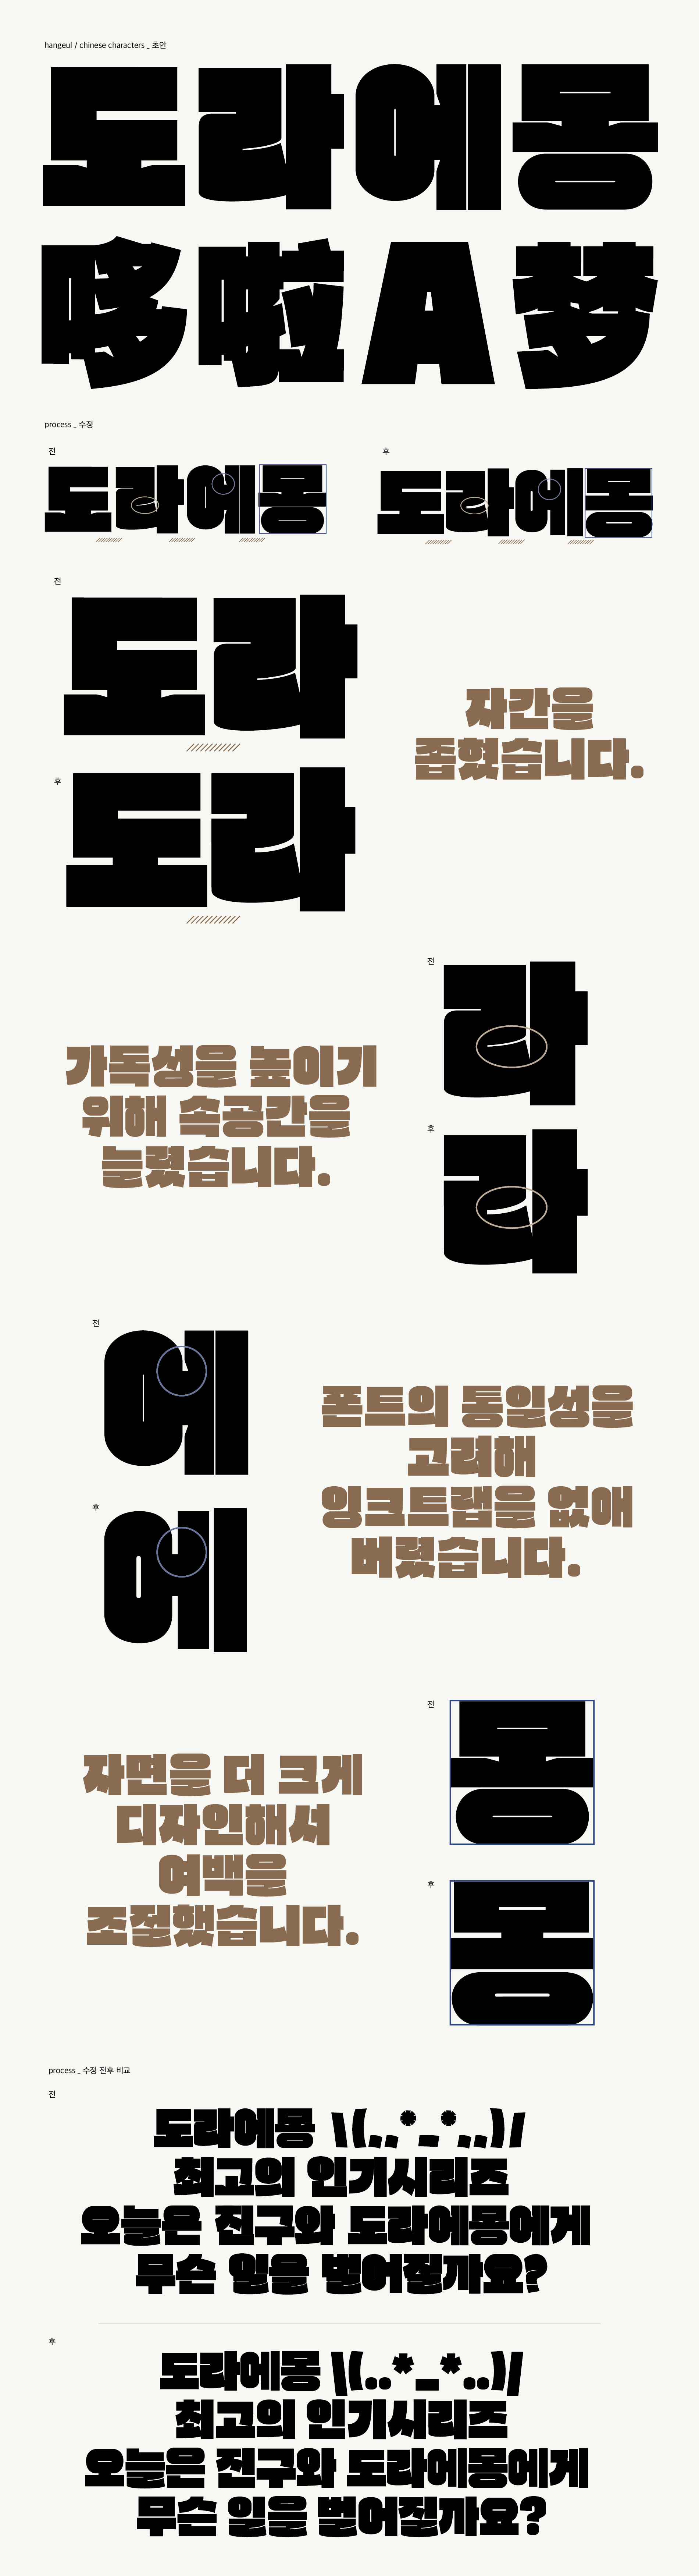 hangeul / chinese characters _ 초안
도라에몽
哆啦A梦
process _ 수정
전
후
도라에몽
도라에몽
전
도라
후
도라
자간을
좁혔습니다.
가독성을 높이기
위해 속공간을
늘렸습니다.
전
라
후
라
전
에
후
에
폰트의 통일성을
고려해
잉크트랩을 없애
버렸습니다.
자면을 더 크게
디자인해서
여백을
조절했습니다.
전
몽
후
몽
process _ 수정 전후 비교
전
도라에몽 \(,,*_*,,)/
최고의 인기시리즈
오늘은 진구와 도라에몽에게
무슨 일을 벌어질까요?
후
도라에몽 \(..*_*..)/
최고의 인기씨리즈
오늘은 진구와 도라에몽에게
무슨 일을 벌어질까요?